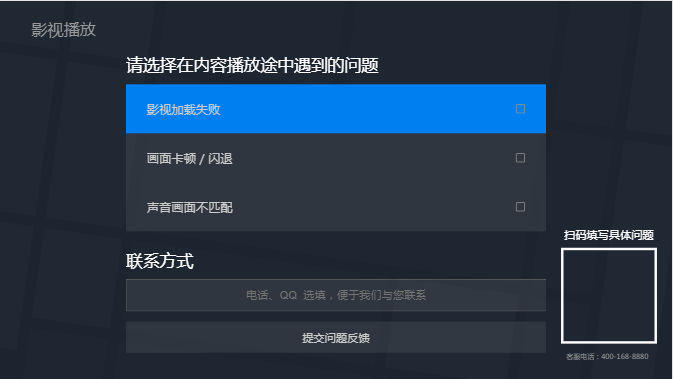 影视播放
请选择在内容播放途中遇到的问题
影视加载失败
画面卡顿 / 闪退
声音画面不匹配
扫码填写具体问题
联系方式
电话、QQ 选填，便于我们与您联系
提交问题反馈
客服电话：400-168-8880